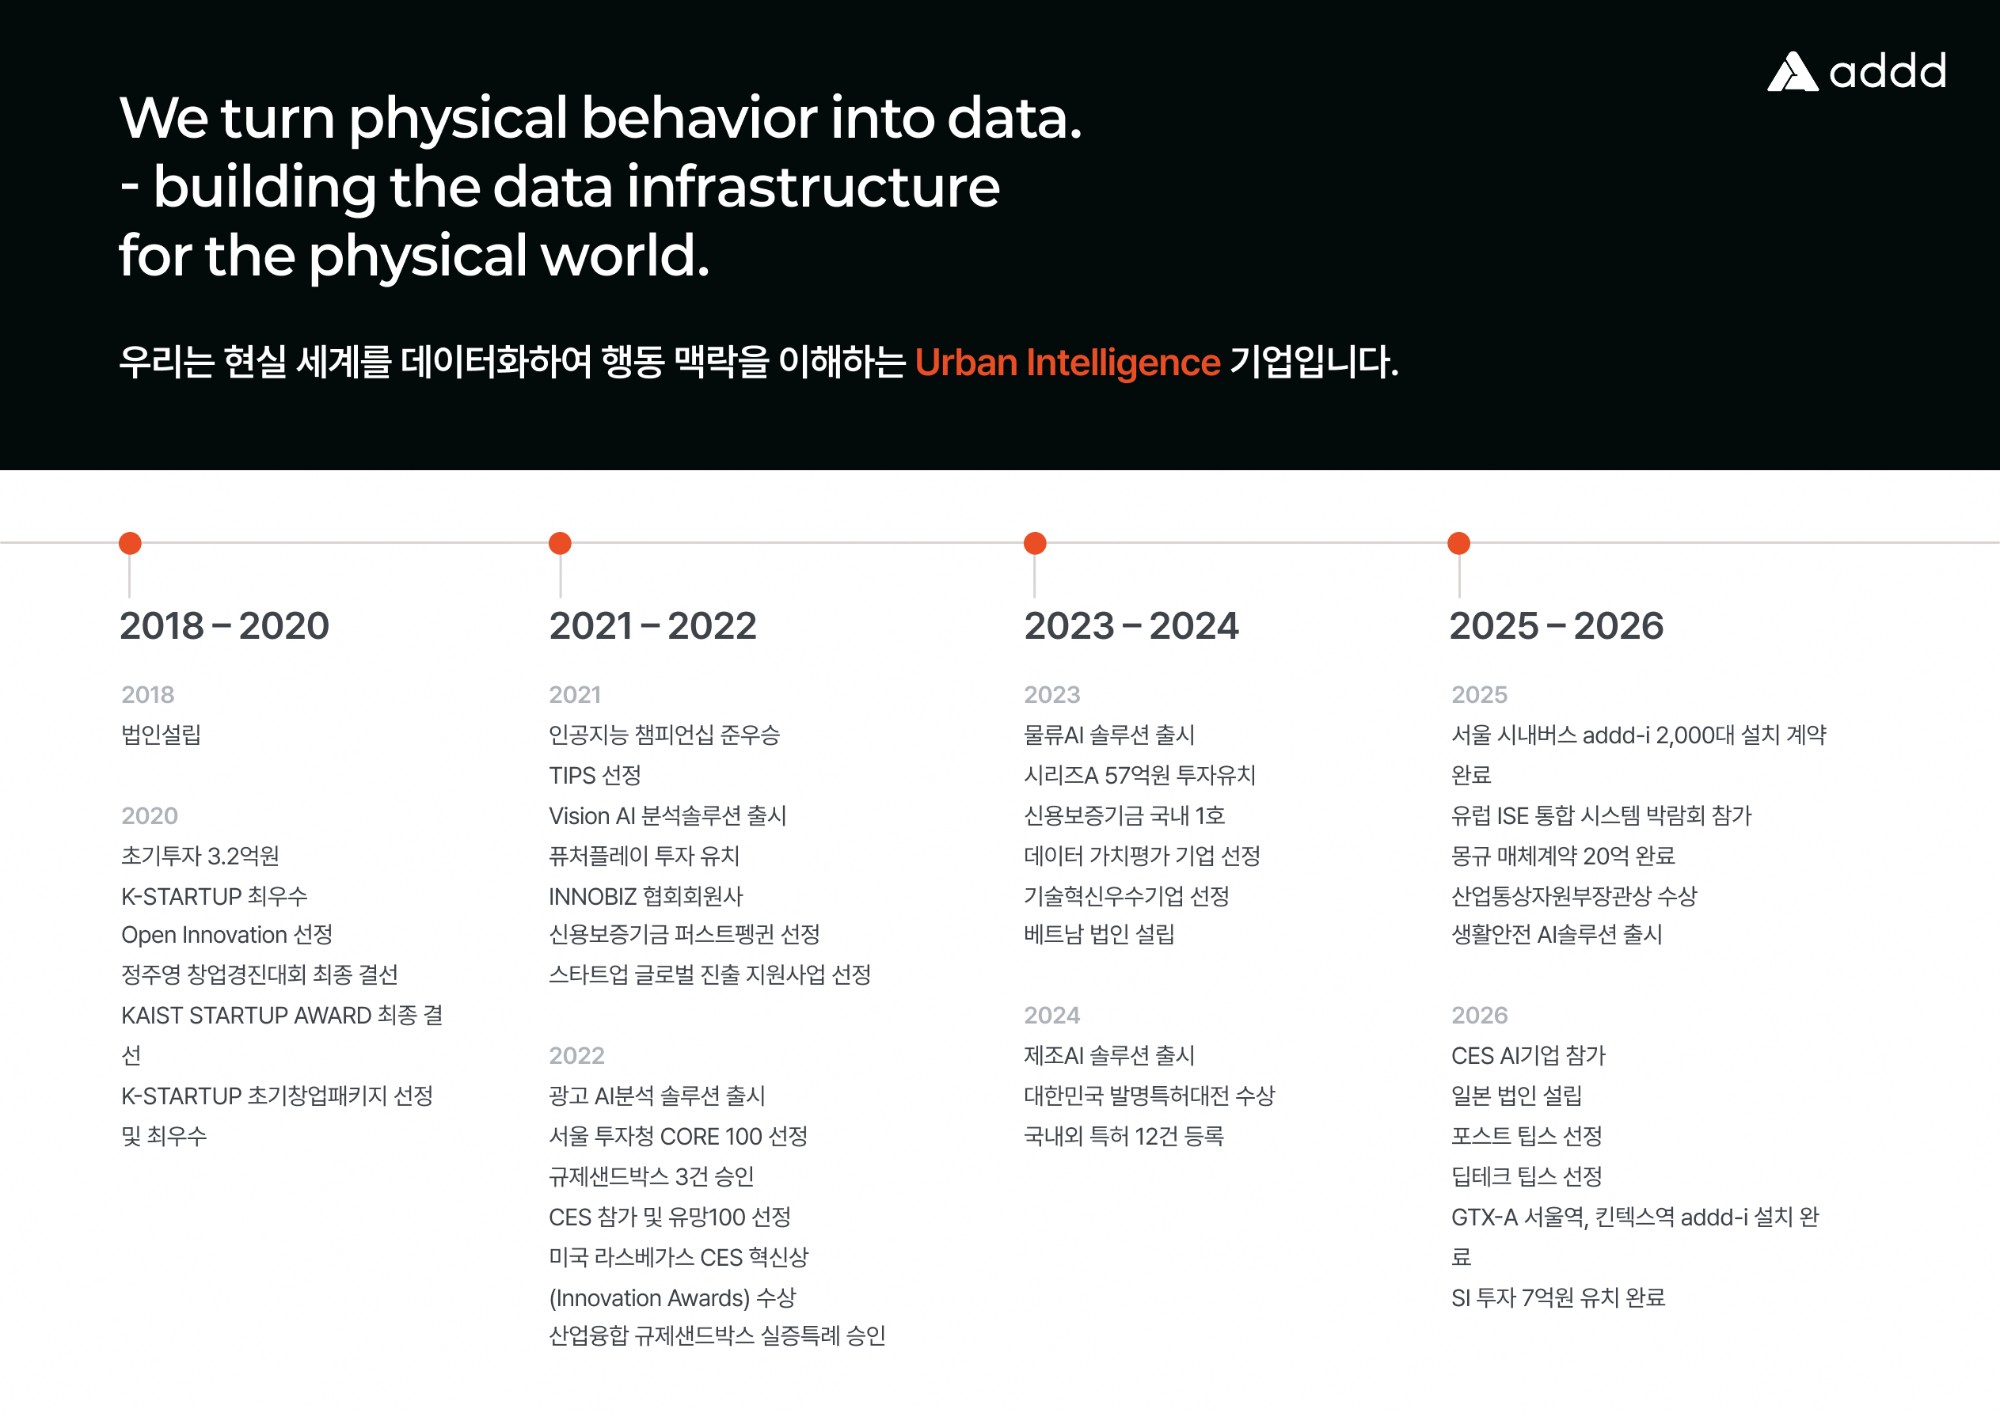 addd
We turn physical behavior into data.
- building the data infrastructure
for the physical world.
우리는 현실 세계를 데이터화하여 행동 맥락을 이해하는 Urban Intelligence 기업입니다.
2018 – 2020
2018
법인설립
2020
초기투자 3.2억원
K-STARTUP 최우수
Open Innovation 선정
정주영 창업경진대회 최종 결선
KAIST STARTUP AWARD 최종 결
선
K-STARTUP 초기창업패키지 선정
및 최우수
2021 – 2022
2021
인공지능 챔피언십 준우승
TIPS 선정
Vision AI 분석솔루션 출시
퓨처플레이 투자 유치
INNOBIZ 협회회원사
신용보증기금 퍼스트펭귄 선정
스타트업 글로벌 진출 지원사업 선정
2022
광고 AI분석 솔루션 출시
서울 투자청 CORE 100 선정
규제샌드박스 3건 승인
CES 참가 및 유망100 선정
미국 라스베가스 CES 혁신상
(Innovation Awards) 수상
산업융합 규제샌드박스 실증특례 승인
2023 – 2024
2023
물류AI 솔루션 출시
시리즈A 57억원 투자유치
신용보증기금 국내 1호
데이터 가치평가 기업 선정
기술혁신우수기업 선정
베트남 법인 설립
2024
제조AI 솔루션 출시
대한민국 발명특허대전 수상
국내외 특허 12건 등록
2025 – 2026
2025
서울 시내버스 addd-i 2,000대 설치 계약
완료
유럽 ISE 통합 시스템 박람회 참가
몽규 매체계약 20억 완료
산업통상자원부장관상 수상
생활안전 AI솔루션 출시
2026
CES AI기업 참가
일본 법인 설립
포스트 팁스 선정
딥테크 팁스 선정
GTX-A 서울역, 킨텍스역 addd-i 설치 완
료
SI 투자 7억원 유치 완료